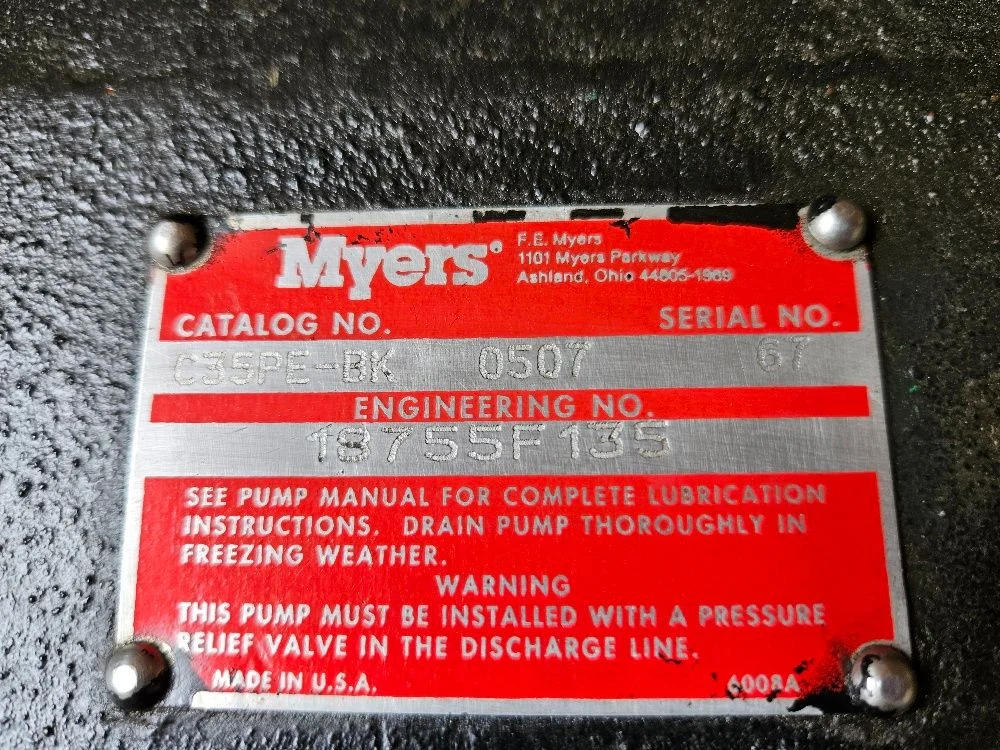 Myers®
F.E. Myers
1101 Myers Parkway
Ashland, Ohio 44805-1969
CATALOG NO. SERIAL NO.
C35PE-BK 0507 67
ENGINEERING NO.
18755F135
SEE PUMP MANUAL FOR COMPLETE LUBRICATION
INSTRUCTIONS. DRAIN PUMP THOROUGHLY IN
FREEZING WEATHER.
WARNING
THIS PUMP MUST BE INSTALLED WITH A PRESSURE
RELIEF VALVE IN THE DISCHARGE LINE.
MADE IN U.S.A. 6008A